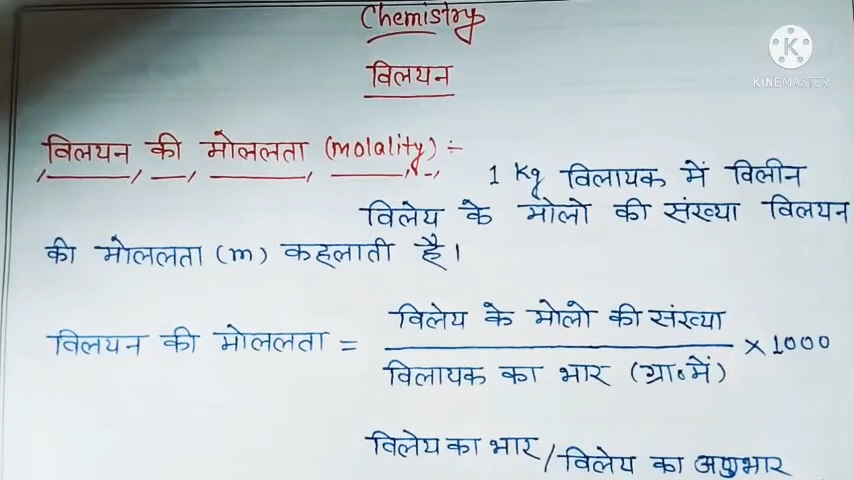 Chemistry
KINEMASTER
विलयन
विलयन की मोललता (molality) :-
1 Kg विलायक में विलीन
विलेय के मोलो की संख्या विलयन
की मोललता (m) कहलाती है।
विलेय के मोलो की संख्या
विलयन की मोललता = × 1000
विलायक का भार (ग्रा॰में)
विलेय का भार / विलेय का अणुभार